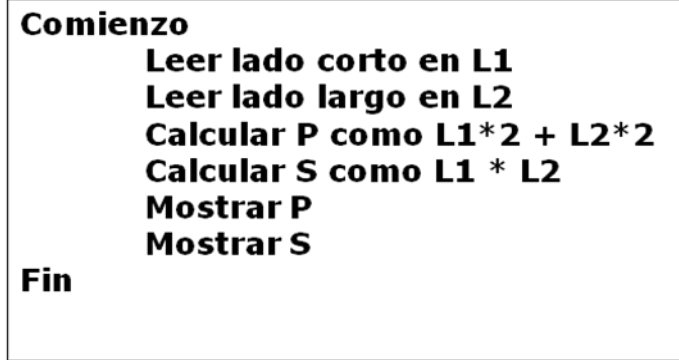 Comienzo
Leer lado corto en L1
Leer lado largo en L2
Calcular P como L1*2 + L2*2
Calcular S como L1 * L2
Mostrar P
Mostrar S
Fin